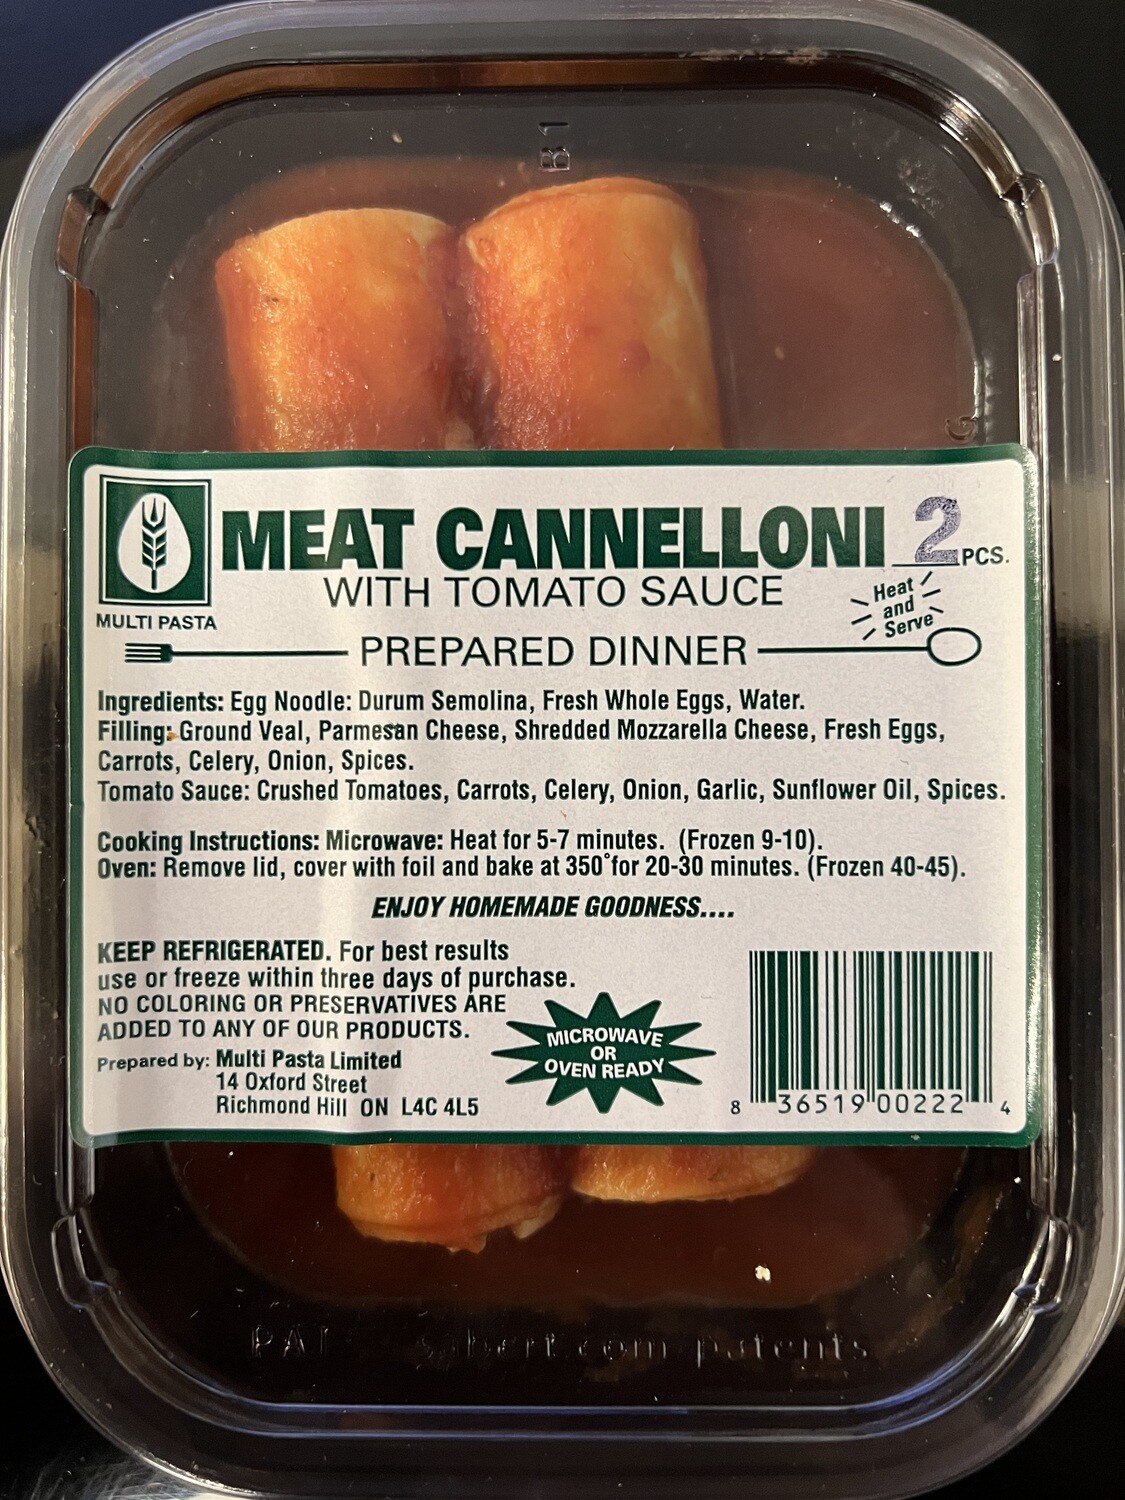 B1
MEAT CANNELLONI 2 PCS.
WITH TOMATO SAUCE
Heat
and
Serve
MULTI PASTA
PREPARED DINNER
Ingredients: Egg Noodle: Durum Semolina, Fresh Whole Eggs, Water.
Filling: Ground Veal, Parmesan Cheese, Shredded Mozzarella Cheese, Fresh Eggs,
Carrots, Celery, Onion, Spices.
Tomato Sauce: Crushed Tomatoes, Carrots, Celery, Onion, Garlic, Sunflower Oil, Spices.
Cooking Instructions: Microwave: Heat for 5-7 minutes. (Frozen 9-10).
Oven: Remove lid, cover with foil and bake at 350° for 20-30 minutes. (Frozen 40-45).
ENJOY HOMEMADE GOODNESS....
KEEP REFRIGERATED. For best results
use or freeze within three days of purchase.
NO COLORING OR PRESERVATIVES ARE
ADDED TO ANY OF OUR PRODUCTS.
Prepared by: Multi Pasta Limited
14 Oxford Street
Richmond Hill ON L4C 4L5
MICROWAVE
OR
OVEN READY
8 36519 00222 4
sabert.com patents